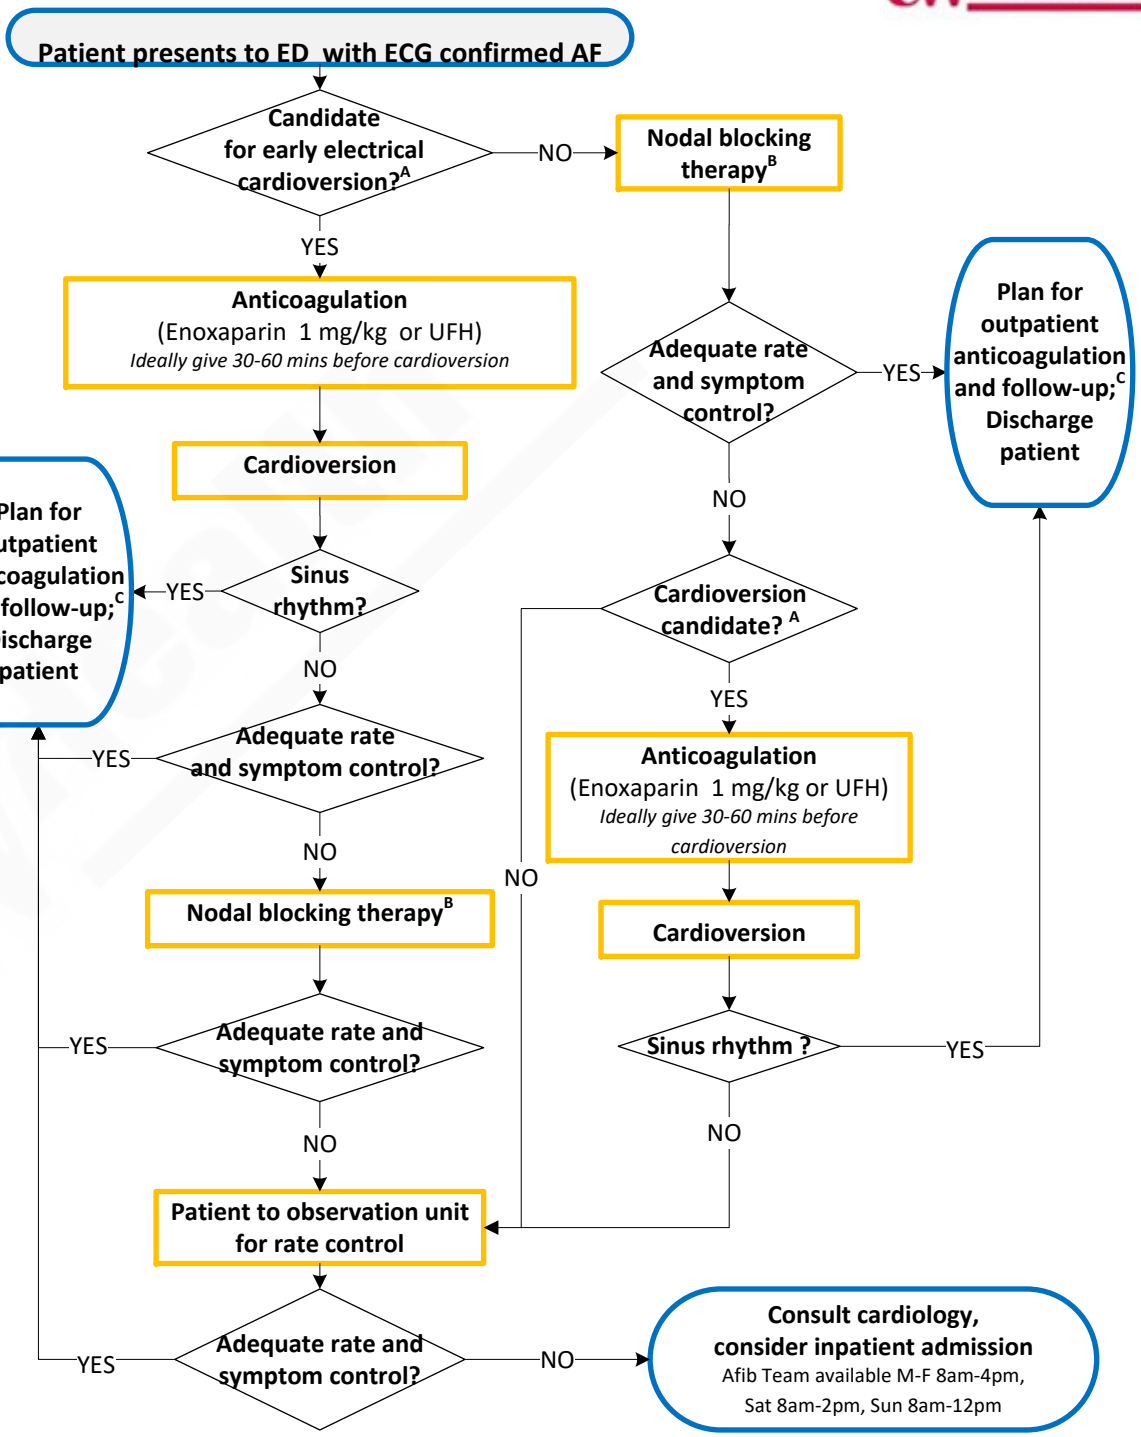 Patient presents to ED with ECG confirmed AF
Candidate
for early electrical
cardioversion?A
NO
Nodal blocking
therapyB
YES
Anticoagulation
(Enoxaparin 1 mg/kg or UFH)
Ideally give 30-60 mins before cardioversion
Adequate rate
and symptom
control?
YES
Plan for
outpatient
anticoagulation
and follow-up;C
Discharge
patient
Cardioversion
NO
Plan for
follow-up;C
patient
YES
Sinus
rhythm?
Cardioversion
candidate? A
NO
YES
Adequate rate
and symptom control?
YES
Anticoagulation
(Enoxaparin 1 mg/kg or UFH)
Ideally give 30-60 mins before
cardioversion
NO
NO
Nodal blocking therapyB
Cardioversion
Adequate rate and
symptom control?
YES
Sinus rhythm ?
YES
NO
NO
Patient to observation unit
for rate control
Adequate rate and
symptom control?
YES
NO
Consult cardiology,
consider inpatient admission
Afib Team available M-F 8am-4pm,
Sat 8am-2pm, Sun 8am-12pm